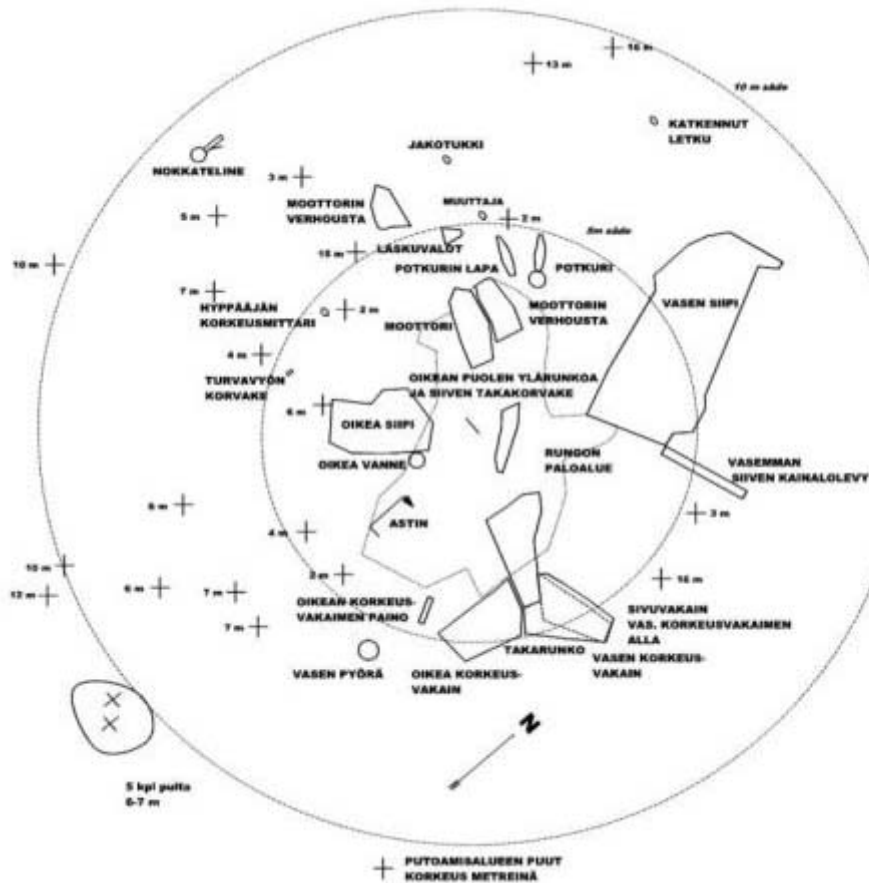 16 m
13 m
10 m säde
KATKENNUT
LETKU
JAKOTUKKI
NOKKATELINE
3 m
MOOTTORIN
VERHOUSTA
MUUTTAJA
5 m
2 m
5m säde
LASKUVALOT
15 m
10 m
POTKURIN LAPA
POTKURI
7 m
HYPPÄÄJÄN
KORKEUSMITTARI
2 m
MOOTTORI
MOOTTORIN
VERHOUSTA
VASEN SIIPI
4 m
TURVAVYÖN
KORVAKE
OIKEAN PUOLEN YLÄRUNKOA
JA SIIVEN TAKAKORVAKE
6 m
OIKEA SIIPI
OIKEA VANNE
RUNGON
PALOALUE
VASEMMAN
SIIVEN KAINALOLEVY
6 m
3 m
ASTIN
4 m
10 m
2 m
16 m
12 m
6 m
7 m
OIKEAN KORKEUS-
VAKAIMEN PAINO
7 m
SIVUVAKAIN
VAS. KORKEUSVAKAIMEN
ALLA
TAKARUNKO
VASEN KORKEUS-
VAKAIN
VASEN PYÖRÄ
OIKEA KORKEUS-
VAKAIN
N
5 kpl puita
6-7 m
PUTOAMISALUEEN PUUT
KORKEUS METREINÄ